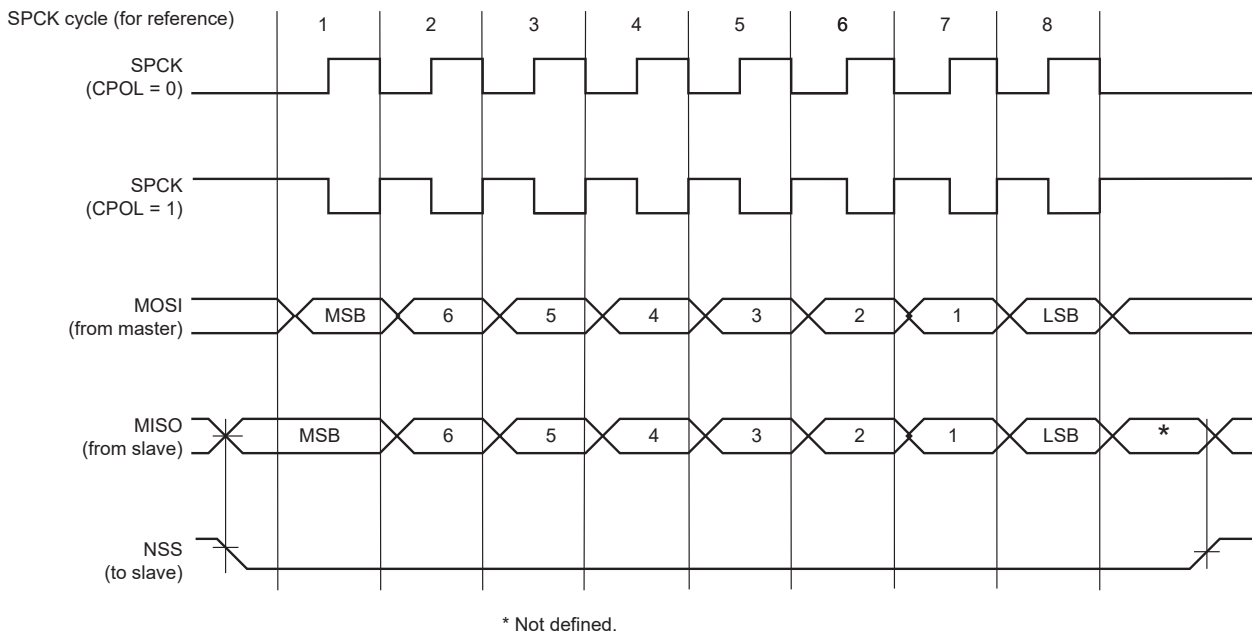 SPCK cycle (for reference)
1 2 3 4 5 6 7 8
SPCK
(CPOL = 0)
SPCK
(CPOL = 1)
MOSI
(from master)
MSB 6 5 4 3 2 1 LSB
MISO
(from slave)
MSB 6 5 4 3 2 1 LSB *
NSS
(to slave)
* Not defined.